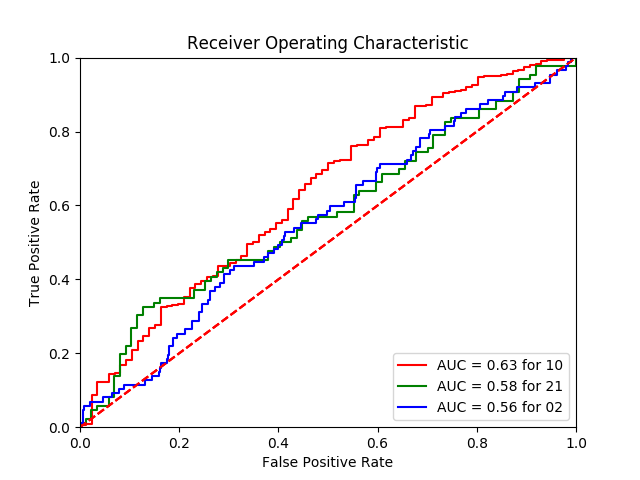 Receiver Operating Characteristic
1.0
0.8
0.6
0.4
0.2
0.0
True Positive Rate
AUC = 0.63 for 10
AUC = 0.58 for 21
AUC = 0.56 for 02
0.0 0.2 0.4 0.6 0.8 1.0
False Positive Rate